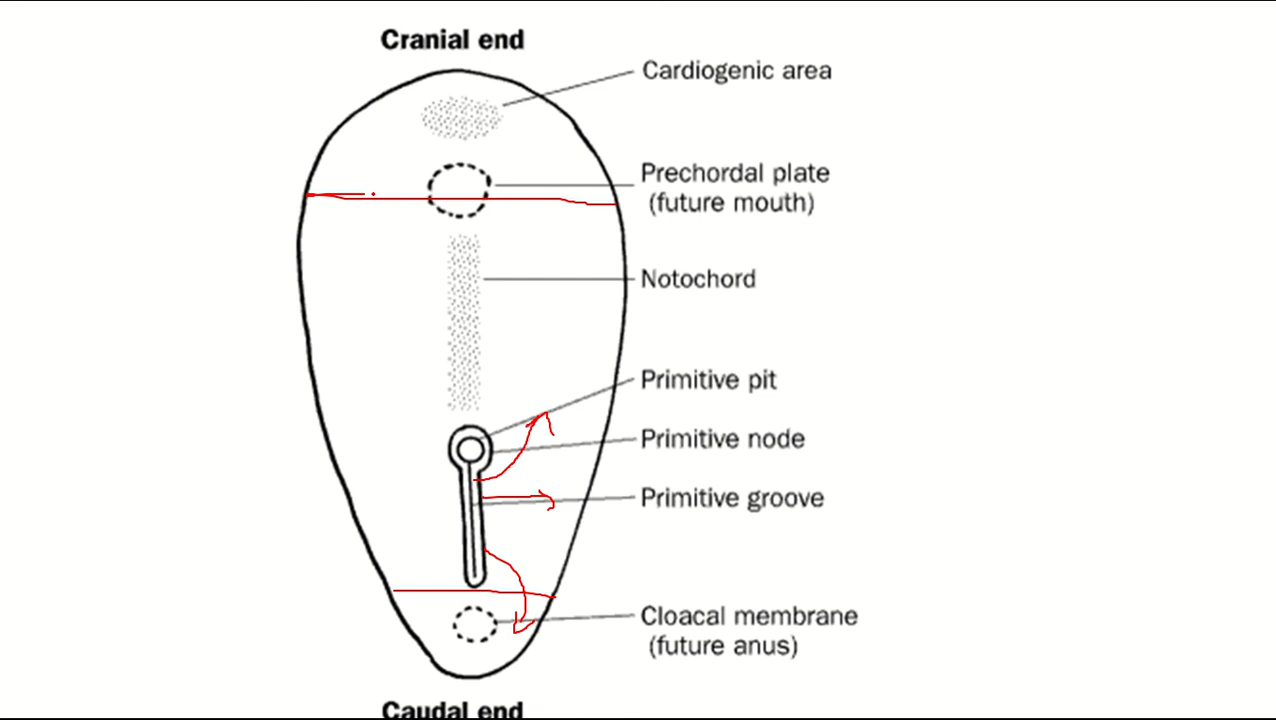 Cranial end
Cardiogenic area
Prechordal plate
(future mouth)
Notochord
Primitive pit
Primitive node
Primitive groove
Cloacal membrane
(future anus)
Caudal end